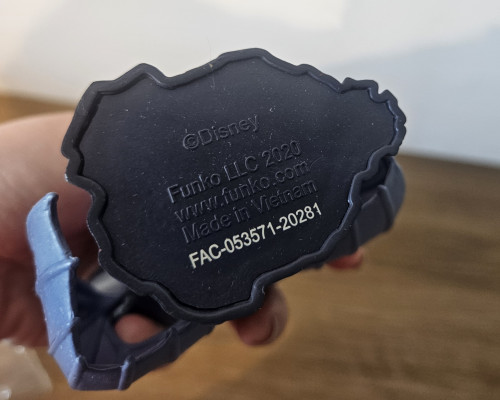 ©Disney
Funko LLC 2020
www.funko.com
Made in Vietnam
FAC-053571-20281